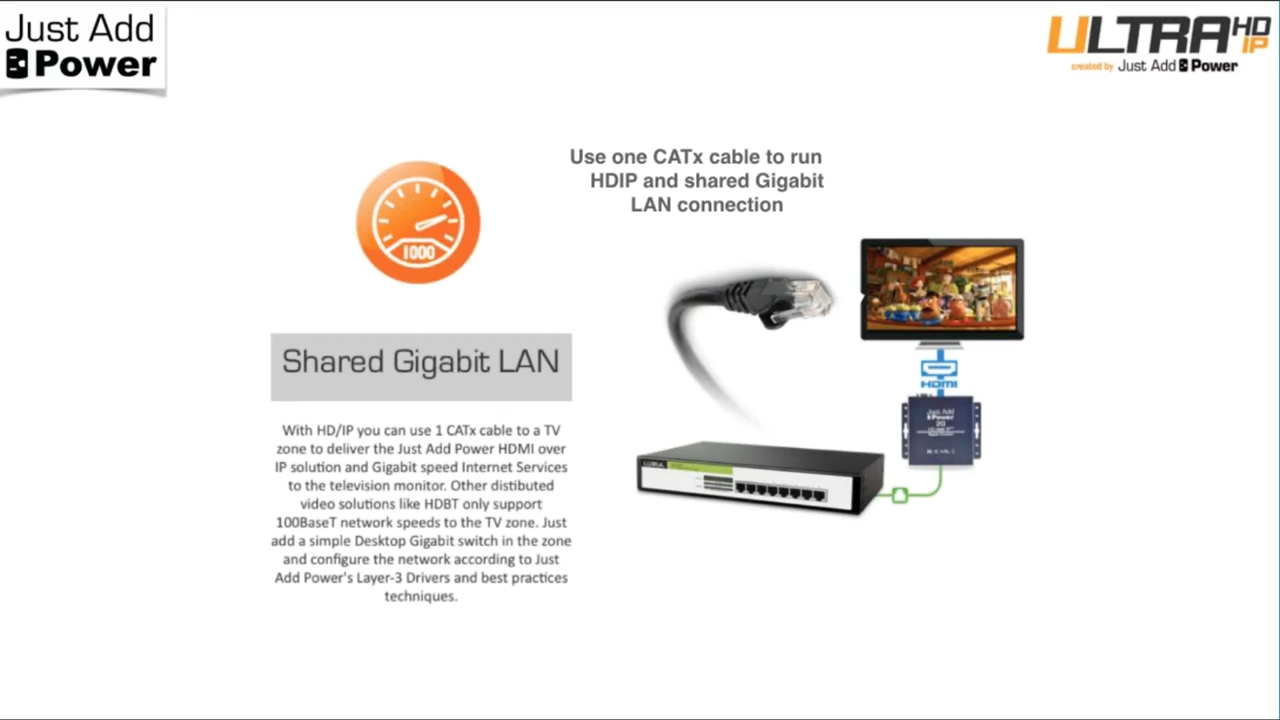 Just Add
Power
ULTRA HD
IP
created by Just Add Power
Use one CATx cable to run
HDIP and shared Gigabit
LAN connection
1000
Shared Gigabit LAN
HDMI
Just Add
Power
2G
LUXUL
With HD/IP you can use 1 CATx cable to a TV
zone to deliver the Just Add Power HDMI over
IP solution and Gigabit speed Internet Services
to the television monitor. Other distibuted
video solutions like HDBT only support
100BaseT network speeds to the TV zone. Just
add a simple Desktop Gigabit switch in the zone
and configure the network according to Just
Add Power's Layer-3 Drivers and best practices
techniques.